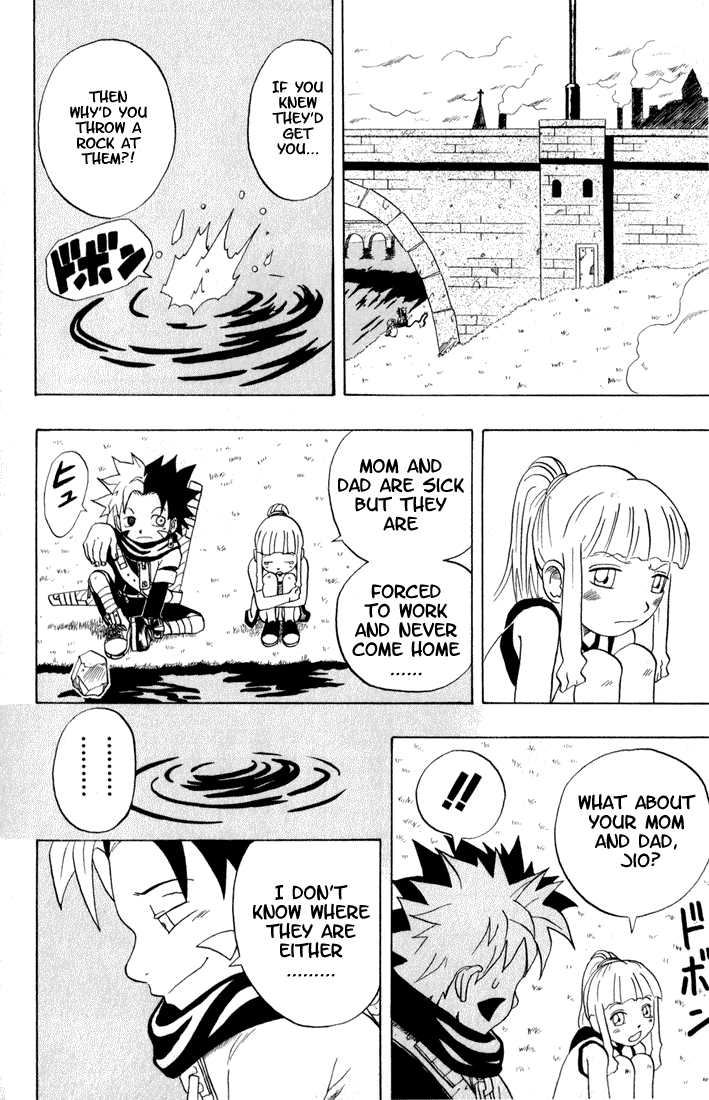 IF YOU
KNEW
THEY'D
GET
YOU...
THEN
WHY'D YOU
THROW A
ROCK AT
THEM?!
ドボン
MOM AND
DAD ARE SICK
BUT THEY
ARE
FORCED
TO WORK
AND NEVER
COME HOME
......
ヒュ
WHAT ABOUT
YOUR MOM
AND DAD,
JIO?
!!
ドボン
........
I DON'T
KNOW WHERE
THEY ARE
EITHER
.........